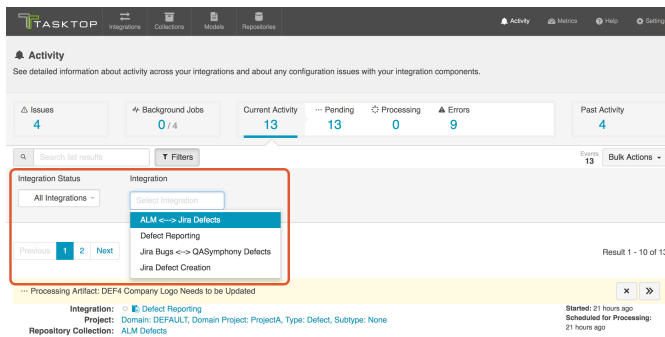 TASKTOP
Integrations Collections Models Repositories Activity Metrics Help Setting
Activity
See detailed information about activity across your integrations and about any configuration issues with your integration components.
Issues Background Jobs Current Activity ··· Pending Processing Errors Past Activity
4 0 / 4 13 13 0 9 4
Search list results Filters Events 13 Bulk Actions
Integration Status Integration
All Integrations Select Integration
ALM <--> Jira Defects
Defect Reporting
Previous 1 2 Next Jira Bugs <--> QASymphony Defects Result 1 - 10 of 13
Jira Defect Creation
··· Processing Artifact: DEF4 Company Logo Needs to be Updated
Integration: Defect Reporting Started: 21 hours ago
Project: Domain: DEFAULT, Domain Project: ProjectA, Type: Defect, Subtype: None Scheduled for Processing:
Repository Collection: ALM Defects 21 hours ago